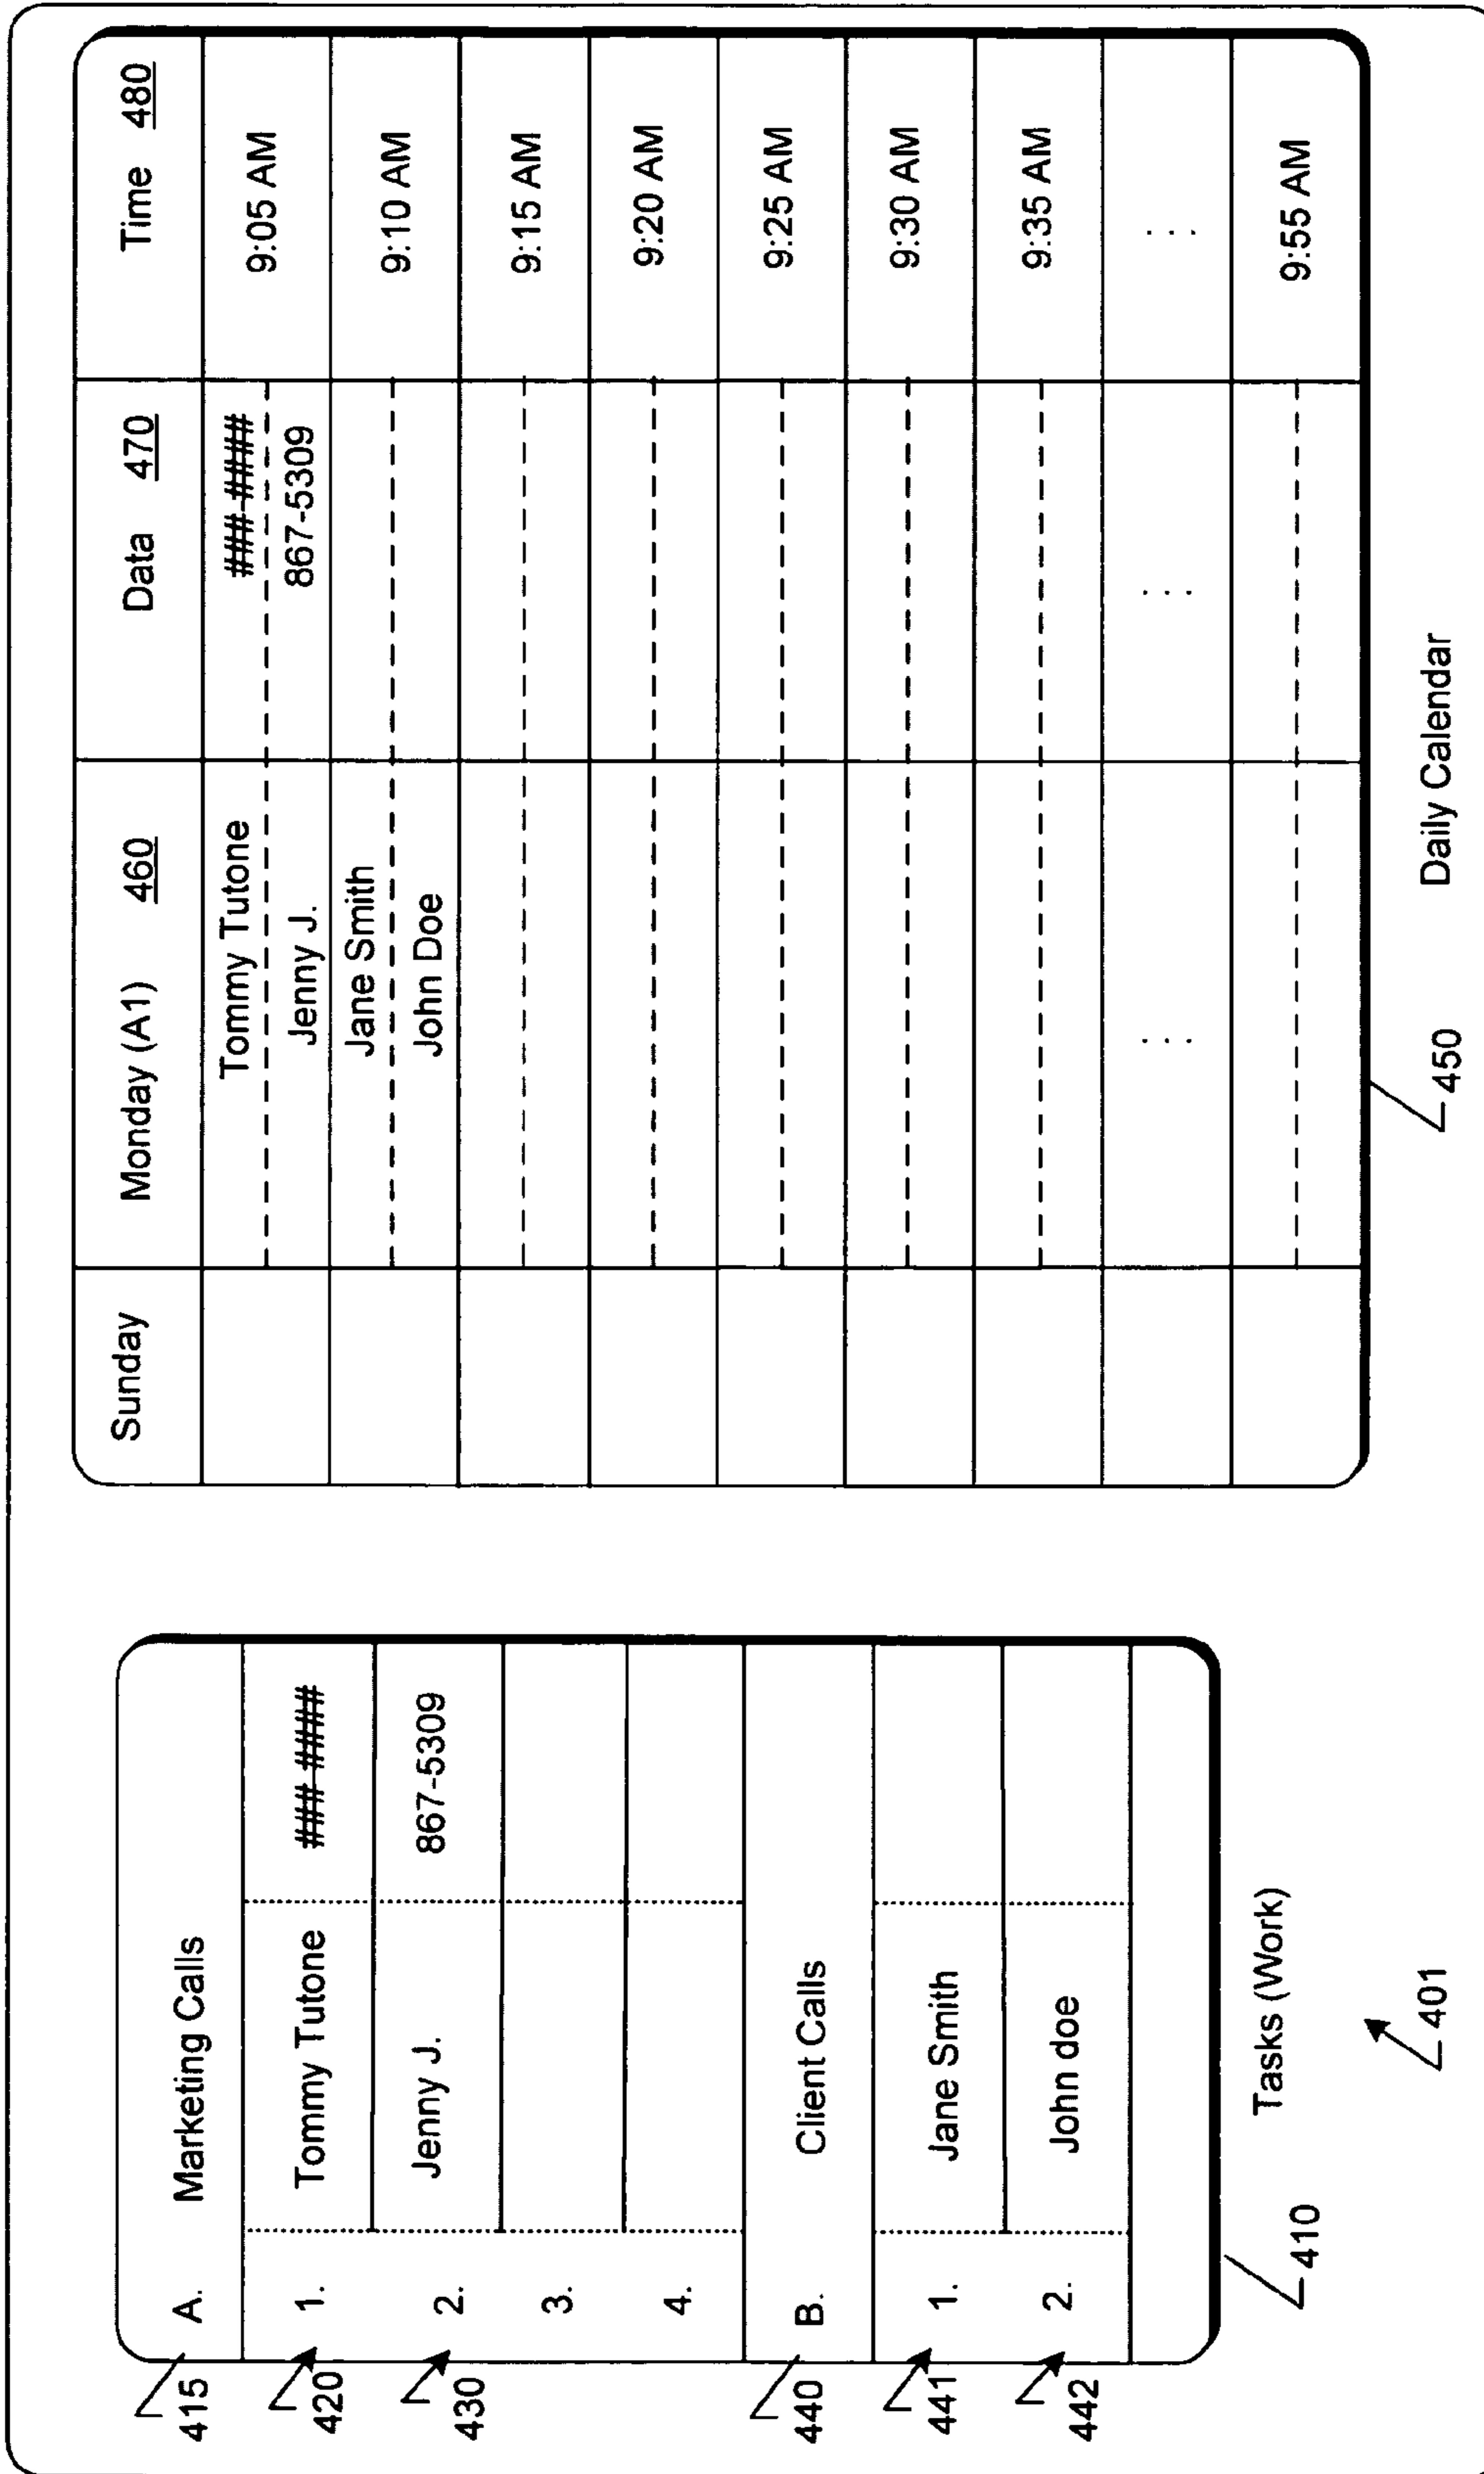 A. Marketing Calls
1. Tommy Tutone ###-####
2. Jenny J. 867-5309
3.
4.
B. Client Calls
1. Jane Smith
2. John doe
415
420
430
440
441
442
410
Tasks (Work)
401
Sunday Monday (A1) 460 Data 470 Time 480
Tommy Tutone ###-#### 9:05 AM
Jenny J. 867-5309
Jane Smith 9:10 AM
John Doe
9:15 AM
9:20 AM
9:25 AM
9:30 AM
9:35 AM
... ... ...
9:55 AM
450
Daily Calendar